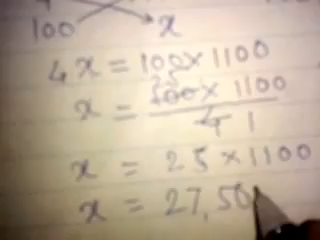 100 x
4x = 100 × 1100
25
x = 100 × 1100
4 1
x = 25 × 1100
x = 27,50